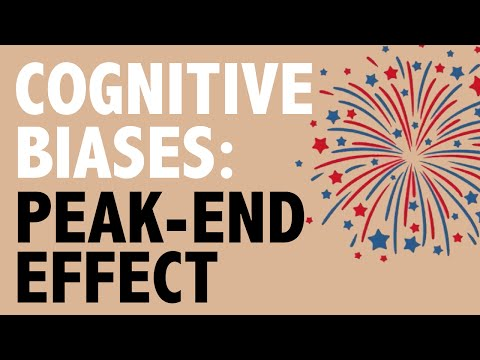 COGNITIVE
BIASES:
PEAK-END
EFFECT